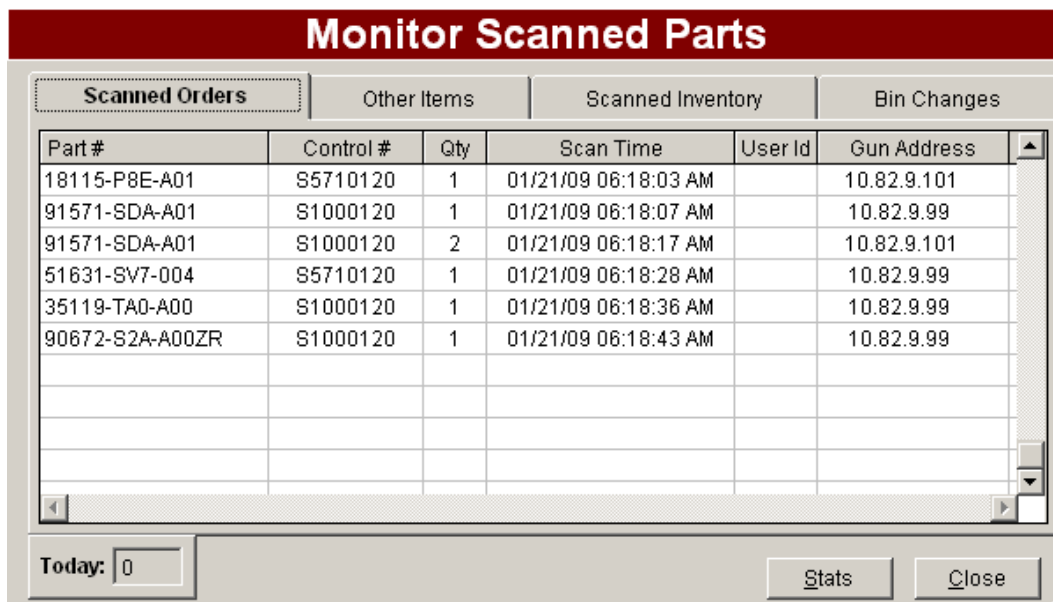 Monitor Scanned Parts
Scanned Orders Other Items Scanned Inventory Bin Changes
Part # Control # Qty Scan Time User Id Gun Address
18115-P8E-A01 S5710120 1 01/21/09 06:18:03 AM 10.82.9.101
91571-SDA-A01 S1000120 1 01/21/09 06:18:07 AM 10.82.9.99
91571-SDA-A01 S1000120 2 01/21/09 06:18:17 AM 10.82.9.101
51631-SV7-004 S5710120 1 01/21/09 06:18:28 AM 10.82.9.99
35119-TA0-A00 S1000120 1 01/21/09 06:18:36 AM 10.82.9.99
90672-S2A-A00ZR S1000120 1 01/21/09 06:18:43 AM 10.82.9.99
Today: 0
Stats Close